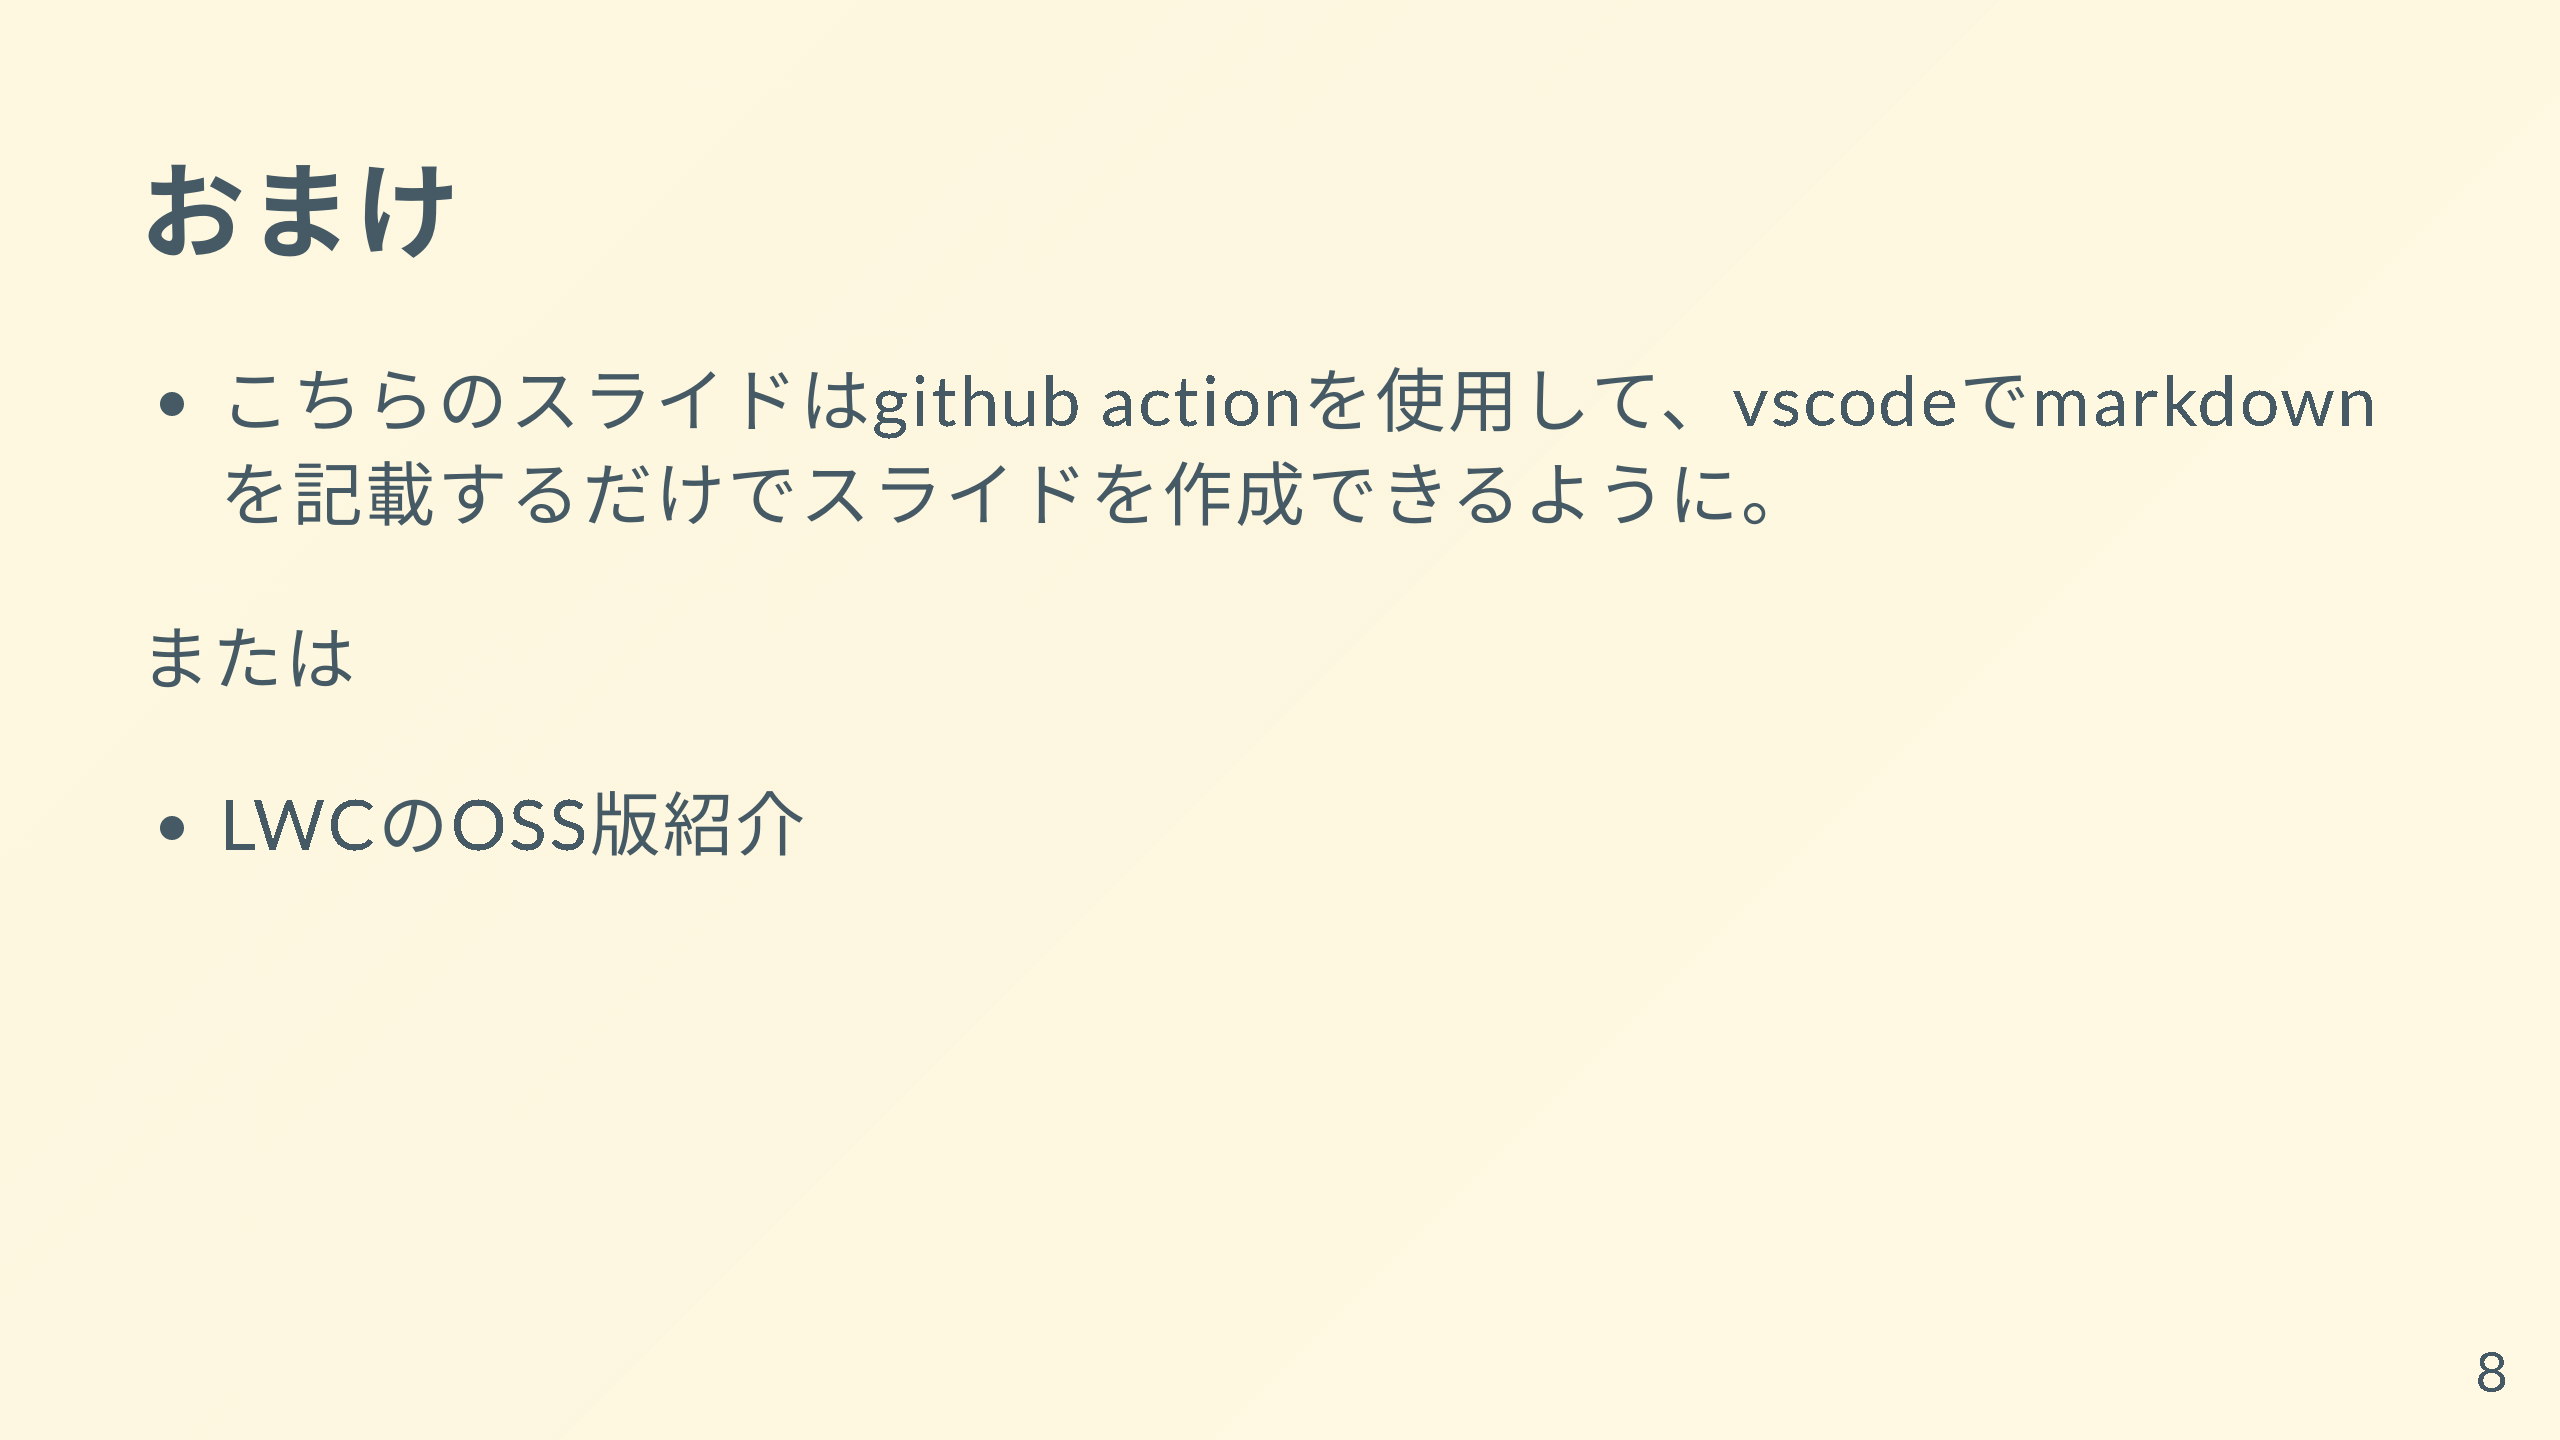 おまけ
• こちらのスライドはgithub actionを使用して、vscodeでmarkdown
を記載するだけでスライドを作成できるように。
または
• LWCのOSS版紹介
8